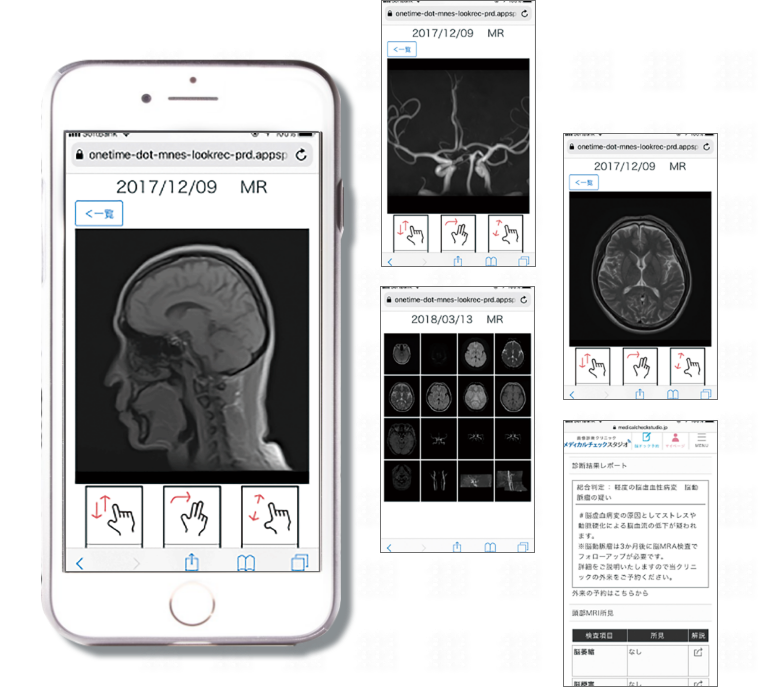 SoftBank 100%
onetime-dot-mnes-lookrec-prd.appsp
2017/12/09 MR
<一覧
onetime-dot-mnes-lookrec-prd.appsp
2017/12/09 MR
<一覧
onetime-dot-mnes-lookrec-prd.appsp
2018/03/13 MR
onetime-dot-mnes-lookrec-prd.appsp
2017/12/09 MR
<一覧
medicalcheckstudio.jp
メディカルチェックスタジオ
診断結果レポート
総合判定:軽度の脳虚血性病変 脳動
脈瘤の疑い
#脳虚血病変の原因としてストレスや
動脈硬化による脳血流の低下が疑われ
ます。
※脳動脈瘤は3か月後に脳MRA検査で
フォローアップが必要です。
詳細をご説明いたしますので当クリニ
ックの外来をご予約ください。
外来の予約はこちらから
頭部MRI所見
検査項目 所見 解説
脳萎縮 なし
脳梗塞 なし